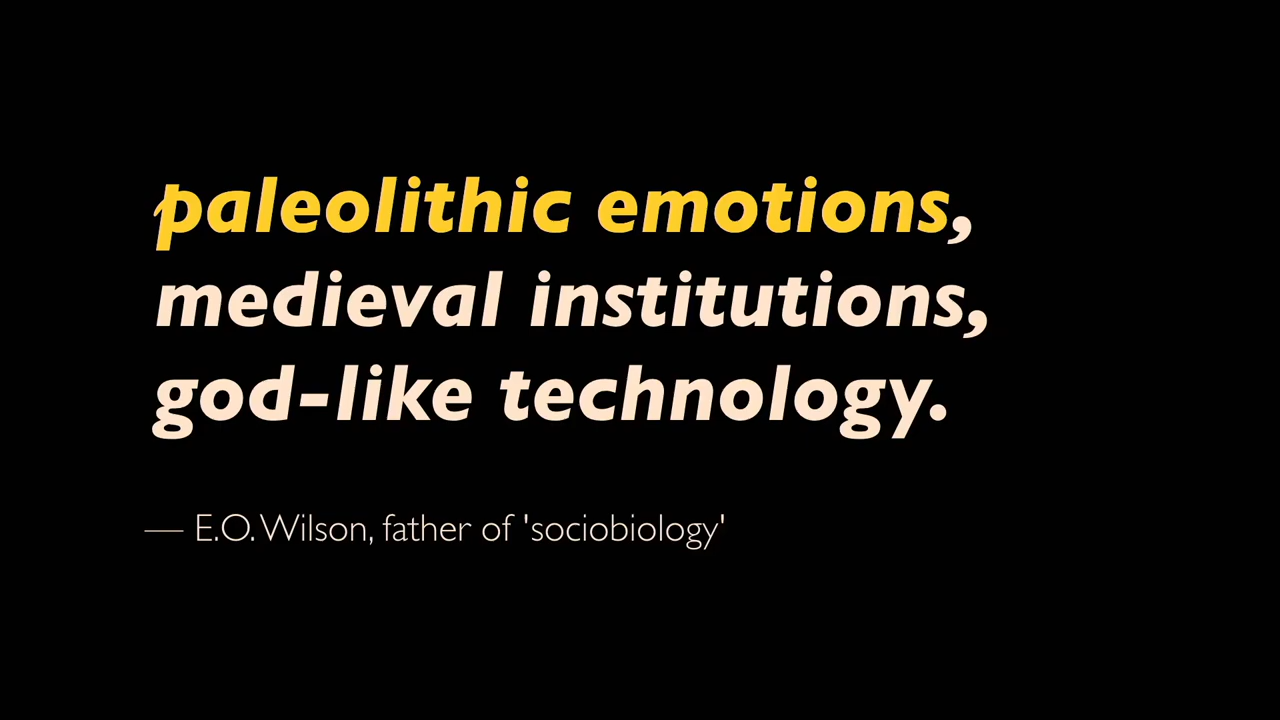 paleolithic emotions,
medieval institutions,
god-like technology.
— E.O. Wilson, father of 'sociobiology'